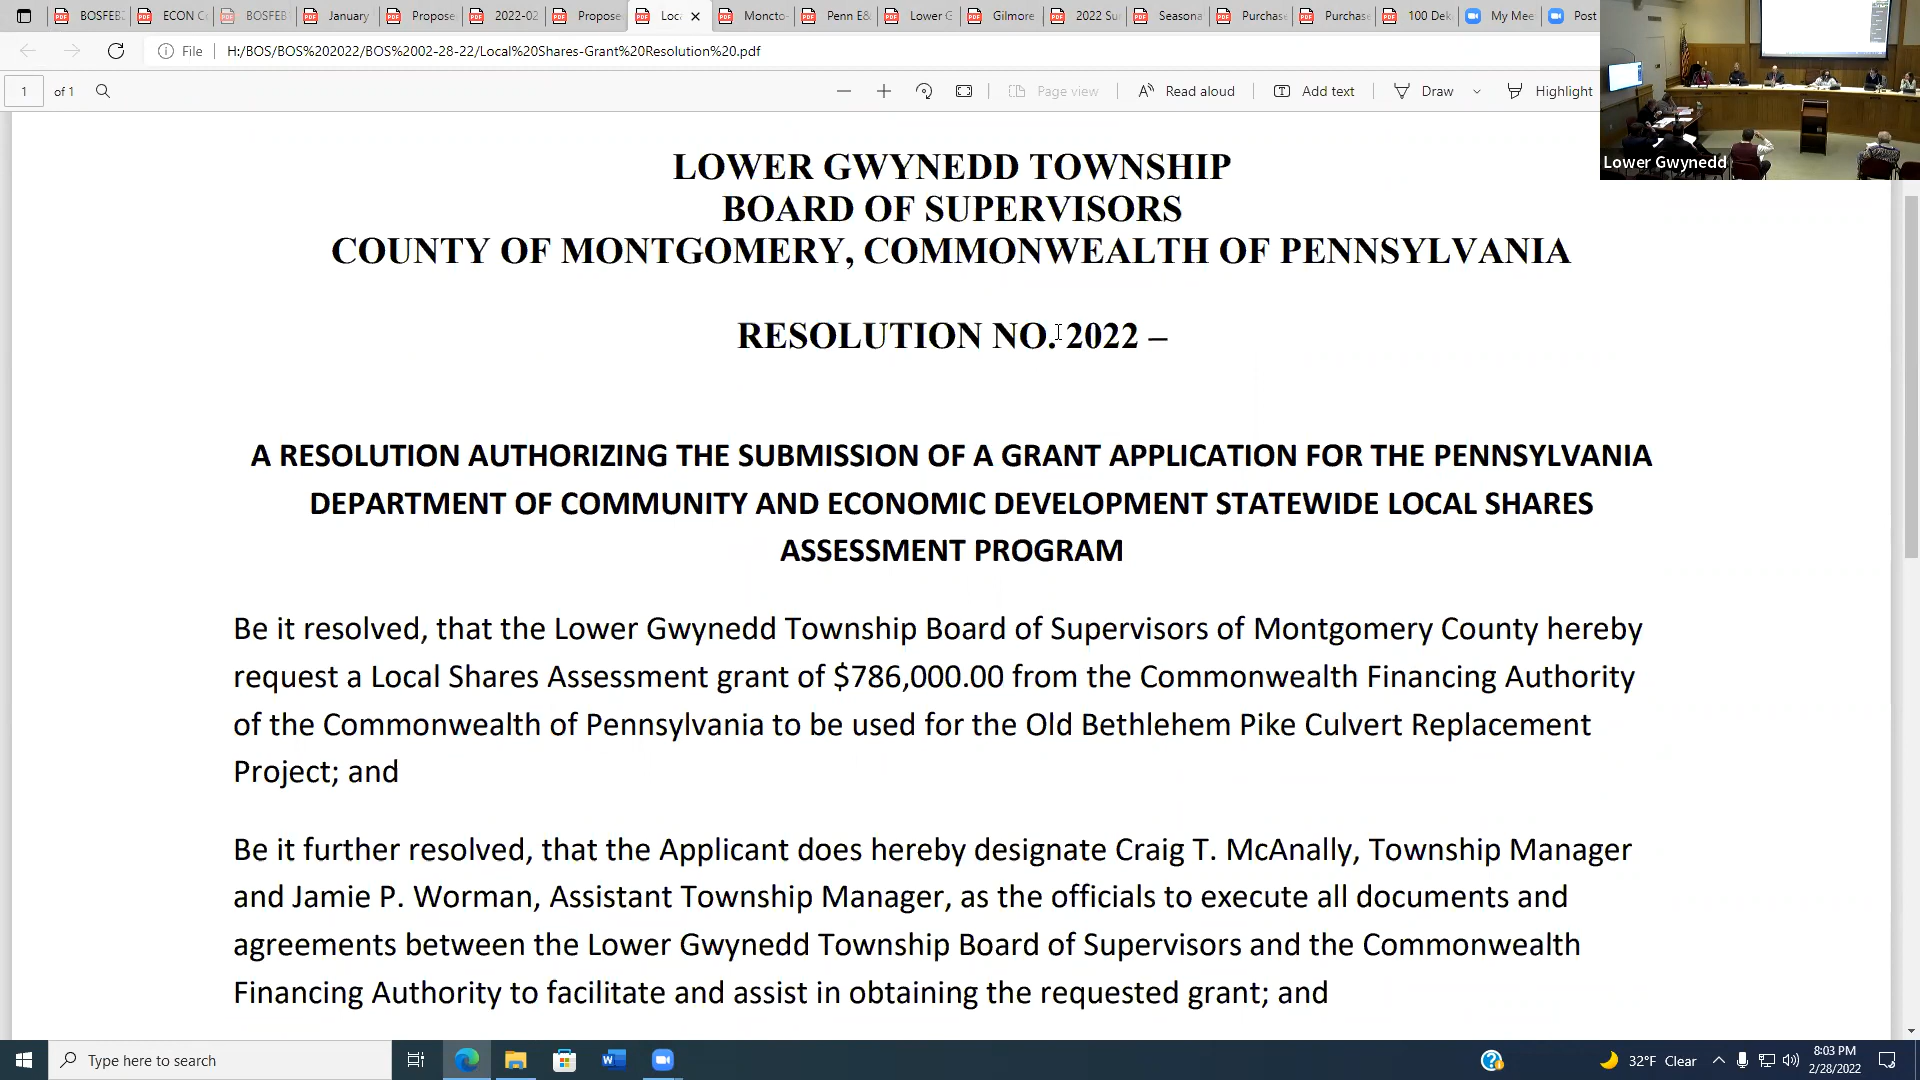 BOSFEB2
ECON C
BOSFEB
January
Propose
2022-02
Propose
Loca
Moncto
Penn E&
Lower G
Gilmore
2022 Su
Seasona
Purchas
Purchas
100 Dek
My Mee
Post
File H:/BOS/BOS%202022/BOS%2002-28-22/Local%20Shares-Grant%20Resolution%20.pdf
1 of 1 Page view Read aloud Add text Draw Highlight
Lower Gwynedd
LOWER GWYNEDD TOWNSHIP
BOARD OF SUPERVISORS
COUNTY OF MONTGOMERY, COMMONWEALTH OF PENNSYLVANIA
RESOLUTION NO. 2022 –
A RESOLUTION AUTHORIZING THE SUBMISSION OF A GRANT APPLICATION FOR THE PENNSYLVANIA
DEPARTMENT OF COMMUNITY AND ECONOMIC DEVELOPMENT STATEWIDE LOCAL SHARES
ASSESSMENT PROGRAM
Be it resolved, that the Lower Gwynedd Township Board of Supervisors of Montgomery County hereby
request a Local Shares Assessment grant of $786,000.00 from the Commonwealth Financing Authority
of the Commonwealth of Pennsylvania to be used for the Old Bethlehem Pike Culvert Replacement
Project; and
Be it further resolved, that the Applicant does hereby designate Craig T. McAnally, Township Manager
and Jamie P. Worman, Assistant Township Manager, as the officials to execute all documents and
agreements between the Lower Gwynedd Township Board of Supervisors and the Commonwealth
Financing Authority to facilitate and assist in obtaining the requested grant; and
Type here to search
32°F Clear
8:03 PM
2/28/2022